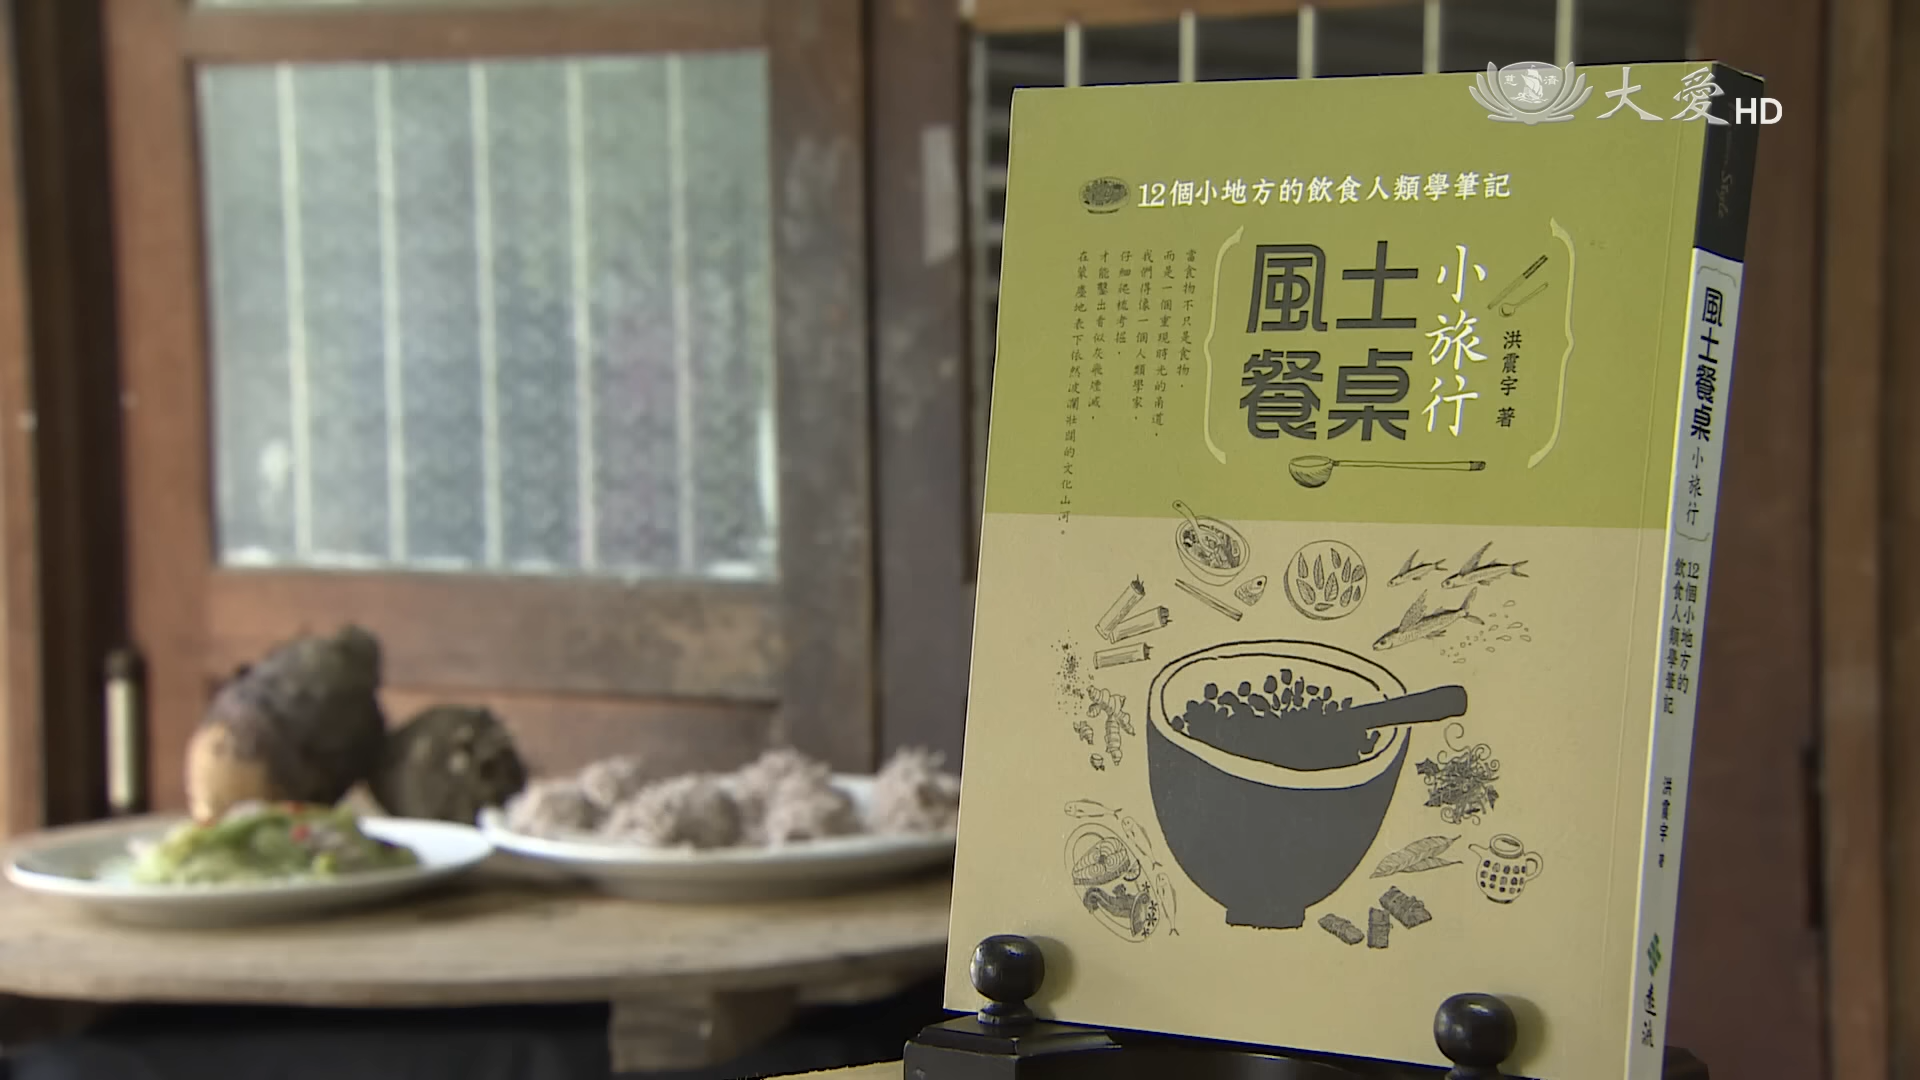 慈濟
大愛HD
12個小地方的飲食人類學筆記
風土
餐桌
小旅行
洪震宇 著
當食物不只是食物，
而是一個重現時光的甬道，
我們得像一個人類學家，
仔細爬梳考掘，
才能鑿出看似灰飛煙滅，
在蒙塵地表下依然波瀾壯闊的文化山河。
Style
風土餐桌小旅行
12個小地方的
飲食人類學筆記
洪震宇 著
遠流